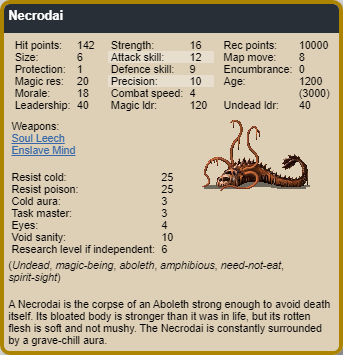 Necrodai
Hit points: 142 Strength: 16 Rec points: 10000
Size: 6 Attack skill: 12 Map move: 8
Protection: 1 Defence skill: 9 Encumbrance: 0
Magic res: 20 Precision: 10 Age: 1200
Morale: 18 Combat speed: 4 (3000)
Leadership: 40 Magic ldr: 120 Undead ldr: 40
Weapons:
Soul Leech
Enslave Mind
Resist cold: 25
Resist poison: 25
Cold aura: 3
Task master: 3
Eyes: 4
Void sanity: 10
Research level if independent: 6
(Undead, magic-being, aboleth, amphibious, need-not-eat,
spirit-sight)
A Necrodai is the corpse of an Aboleth strong enough to avoid death
itself. Its bloated body is stronger than it was in life, but its rotten
flesh is soft and not mushy. The Necrodai is constantly surrounded
by a grave-chill aura.